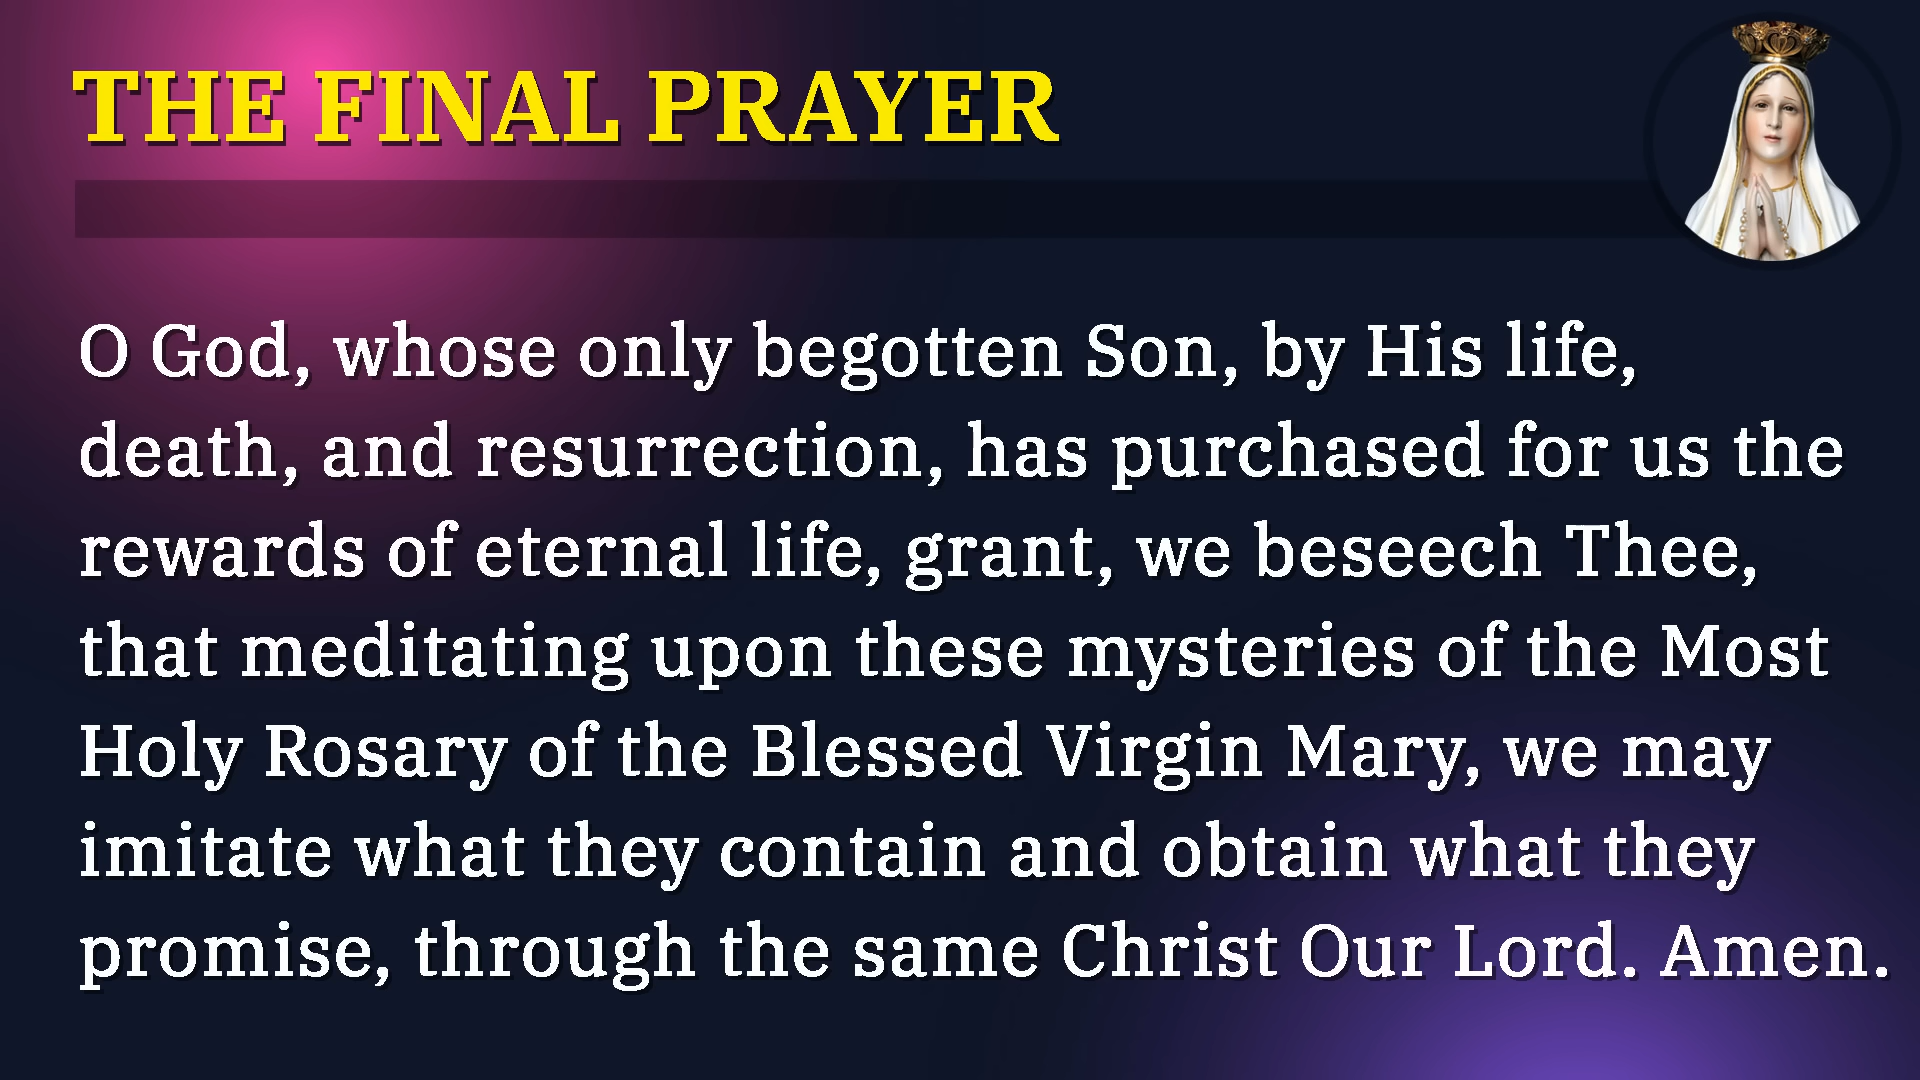 THE FINAL PRAYER
O God, whose only begotten Son, by His life,
death, and resurrection, has purchased for us the
rewards of eternal life, grant, we beseech Thee,
that meditating upon these mysteries of the Most
Holy Rosary of the Blessed Virgin Mary, we may
imitate what they contain and obtain what they
promise, through the same Christ Our Lord. Amen.